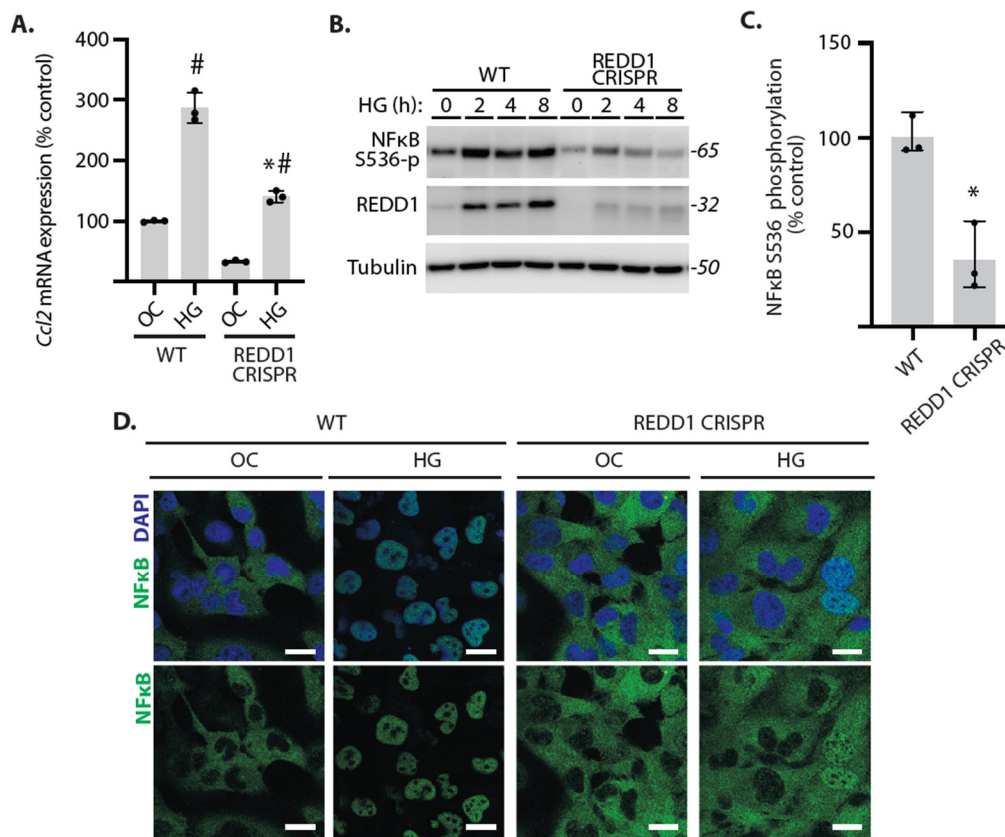 A.
Ccl2 mRNA expression (% control)
400
300
200
100
#
*#
OC
HG
OC
HG
WT
REDD1
CRISPR
B.
WT
REDD1
CRISPR
HG (h): 0 2 4 8 0 2 4 8
NFκB
S536-p
-65
REDD1
-32
Tubulin
-50
C.
NFκB S536 phosphorylation
(% control)
150
100
50
0
*
WT
REDD1 CRISPR
D.
WT
REDD1 CRISPR
OC
HG
OC
HG
NFκB DAPI
NFκB